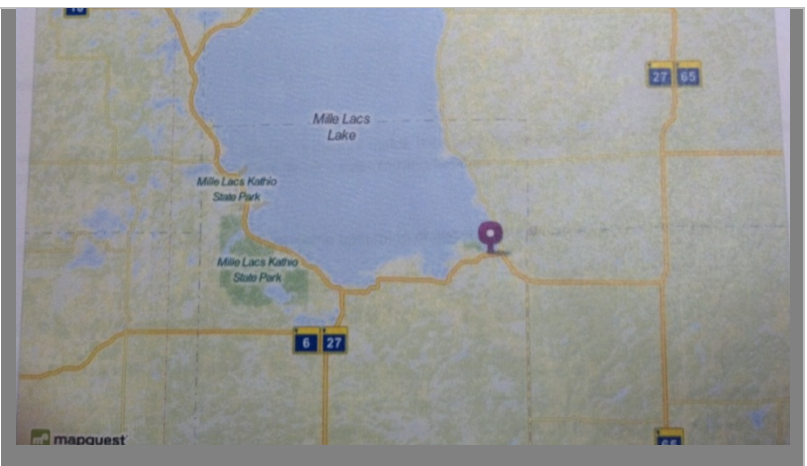 27 65
Mille Lacs
Lake
Mille Lacs Kathio
State Park
Mille Lacs Kathio
State Park
6 27
mapquest